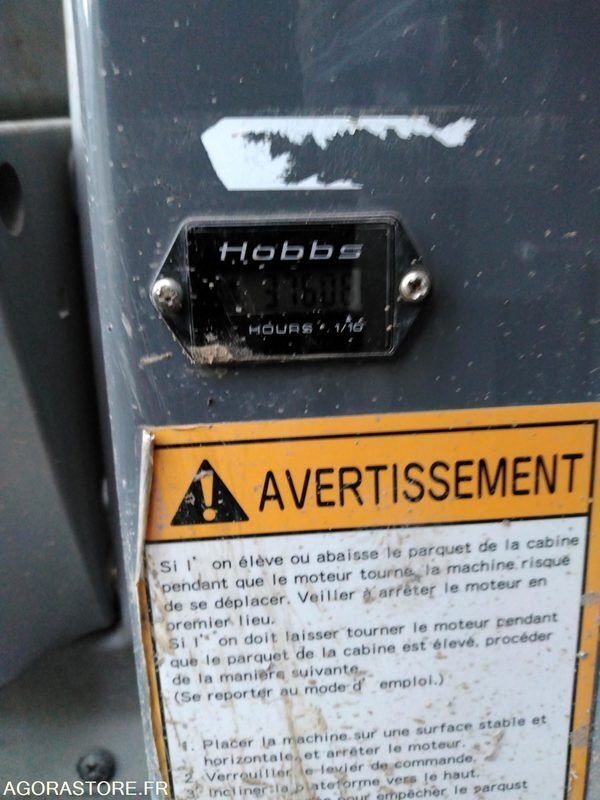 Hobbs
HOURS 1/10
AVERTISSEMENT
Si l' on élève ou abaisse le parquet de la cabine
pendant que le moteur tourne, la machine risque
de se déplacer. Veiller à arrêter le moteur en
premier lieu.
Si l' on doit laisser tourner le moteur pendant
que le parquet de la cabine est élevé, procéder
de la manière suivante.
(Se reporter au mode d' emploi.)
1. Placer la machine sur une surface stable et
horizontale, et arrêter le moteur.
2. Verrouiller le levier de commande.
3. Incliner la plateforme vers le haut.
pour empêcher le parqust
AGORASTORE.FR